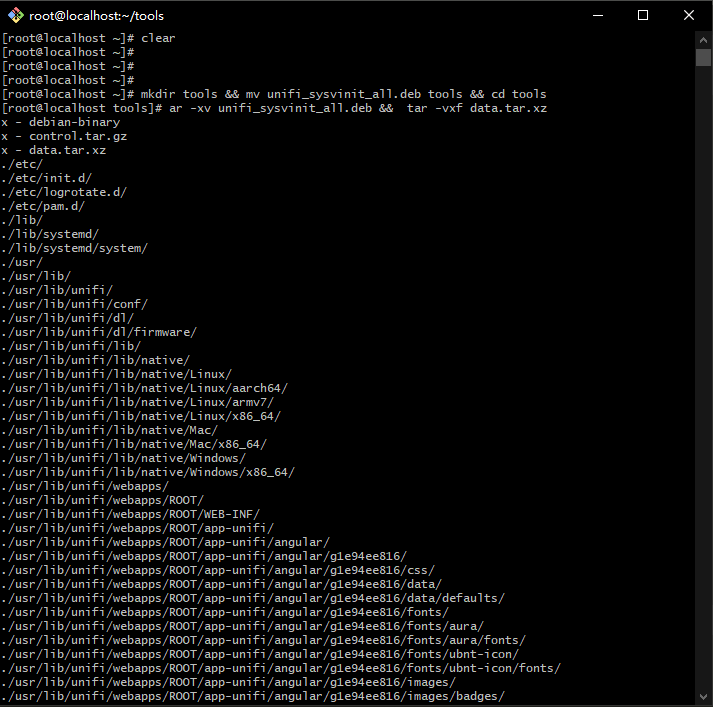 root@localhost:~/tools
[root@localhost ~]# clear
[root@localhost ~]#
[root@localhost ~]#
[root@localhost ~]#
[root@localhost ~]# mkdir tools && mv unifi_sysvinit_all.deb tools && cd tools
[root@localhost tools]# ar -xv unifi_sysvinit_all.deb &&  tar -vxf data.tar.xz
x - debian-binary
x - control.tar.gz
x - data.tar.xz
./etc/
./etc/init.d/
./etc/logrotate.d/
./etc/pam.d/
./lib/
./lib/systemd/
./lib/systemd/system/
./usr/
./usr/lib/
./usr/lib/unifi/
./usr/lib/unifi/conf/
./usr/lib/unifi/dl/
./usr/lib/unifi/dl/firmware/
./usr/lib/unifi/lib/
./usr/lib/unifi/lib/native/
./usr/lib/unifi/lib/native/Linux/
./usr/lib/unifi/lib/native/Linux/aarch64/
./usr/lib/unifi/lib/native/Linux/armv7/
./usr/lib/unifi/lib/native/Linux/x86_64/
./usr/lib/unifi/lib/native/Mac/
./usr/lib/unifi/lib/native/Mac/x86_64/
./usr/lib/unifi/lib/native/Windows/
./usr/lib/unifi/lib/native/Windows/x86_64/
./usr/lib/unifi/webapps/
./usr/lib/unifi/webapps/ROOT/
./usr/lib/unifi/webapps/ROOT/WEB-INF/
./usr/lib/unifi/webapps/ROOT/app-unifi/
./usr/lib/unifi/webapps/ROOT/app-unifi/angular/
./usr/lib/unifi/webapps/ROOT/app-unifi/angular/g1e94ee816/
./usr/lib/unifi/webapps/ROOT/app-unifi/angular/g1e94ee816/css/
./usr/lib/unifi/webapps/ROOT/app-unifi/angular/g1e94ee816/data/
./usr/lib/unifi/webapps/ROOT/app-unifi/angular/g1e94ee816/data/defaults/
./usr/lib/unifi/webapps/ROOT/app-unifi/angular/g1e94ee816/fonts/
./usr/lib/unifi/webapps/ROOT/app-unifi/angular/g1e94ee816/fonts/aura/
./usr/lib/unifi/webapps/ROOT/app-unifi/angular/g1e94ee816/fonts/aura/fonts/
./usr/lib/unifi/webapps/ROOT/app-unifi/angular/g1e94ee816/fonts/ubnt-icon/
./usr/lib/unifi/webapps/ROOT/app-unifi/angular/g1e94ee816/fonts/ubnt-icon/fonts/
./usr/lib/unifi/webapps/ROOT/app-unifi/angular/g1e94ee816/images/
./usr/lib/unifi/webapps/ROOT/app-unifi/angular/g1e94ee816/images/badges/